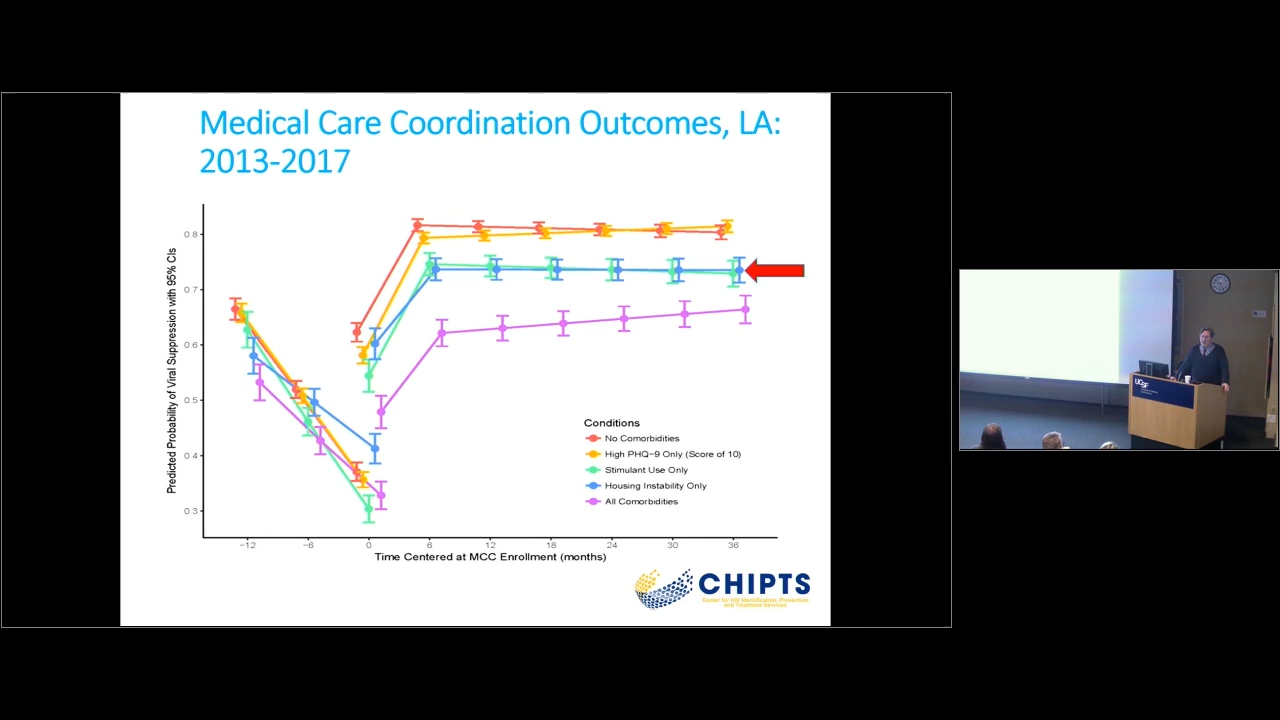 Medical Care Coordination Outcomes, LA:
2013-2017
Predicted Probability of Viral Suppression with 95% CIs
0.8
0.7
0.6
0.5
0.4
0.3
Conditions
No Comorbidities
High PHQ−9 Only (Score of 10)
Stimulant Use Only
Housing Instability Only
All Comorbidities
−12
−6
0
6
12
18
24
30
36
Time Centered at MCC Enrollment (months)
CHIPTS
Center for HIV Identification, Prevention
and Treatment Services
UCSF